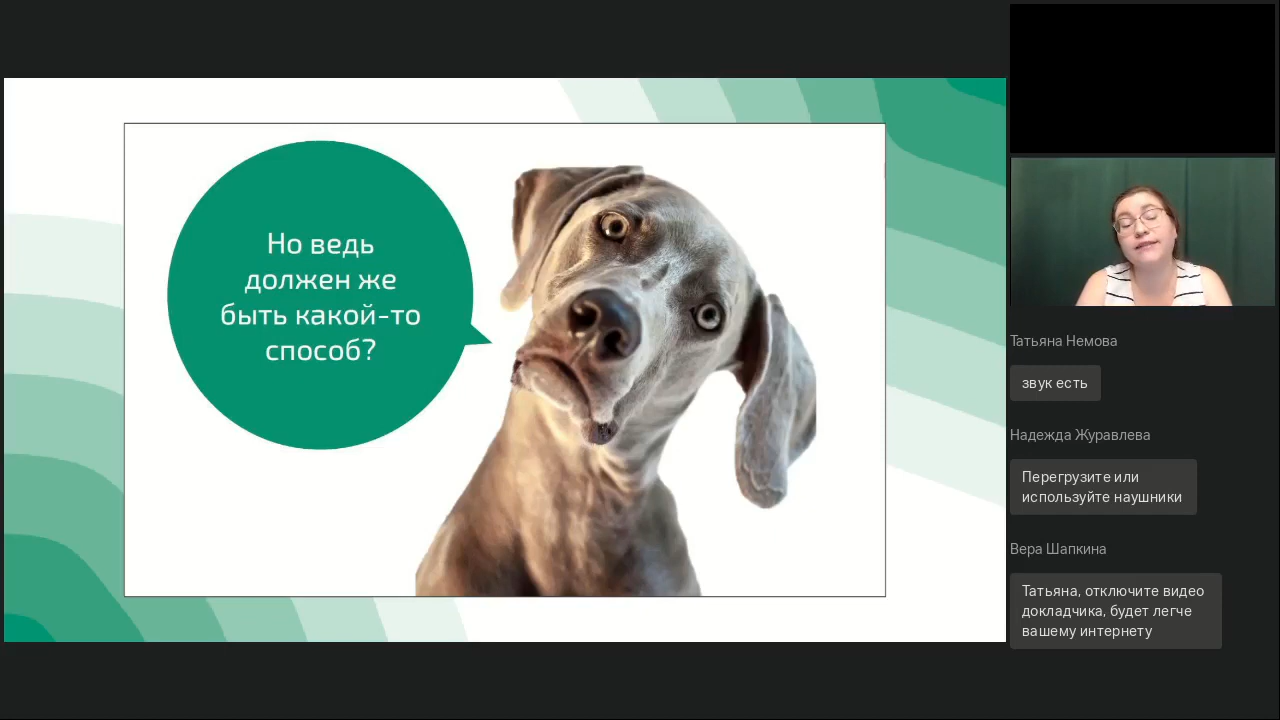 Но ведь
должен же
быть какой-то
способ?
Татьяна Немова
звук есть
Надежда Журавлева
Перегрузите или
используйте наушники
Вера Шапкина
Татьяна, отключите видео
докладчика, будет легче
вашему интернету